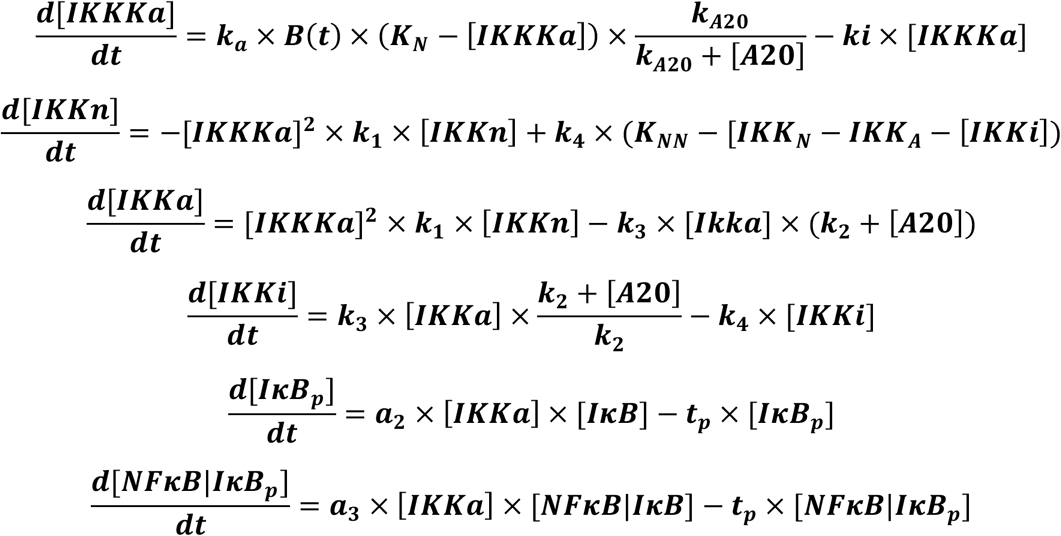 d[IKKKa]/dt = k_a × B(t) × (K_N − [IKKKa]) × k_A20/(k_A20 + [A20]) − ki × [IKKKa]
d[IKKn]/dt = −[IKKKa]² × k_1 × [IKKn] + k_4 × (K_NN − [IKK_N − IKK_A − [IKKi])
d[IKKa]/dt = [IKKKa]² × k_1 × [IKKn] − k_3 × [Ikka] × (k_2 + [A20])
d[IKKi]/dt = k_3 × [IKKa] × (k_2 + [A20])/k_2 − k_4 × [IKKi]
d[IκB_p]/dt = a_2 × [IKKa] × [IκB] − t_p × [IκB_p]
d[NFκB|IκB_p]/dt = a_3 × [IKKa] × [NFκB|IκB] − t_p × [NFκB|IκB_p]